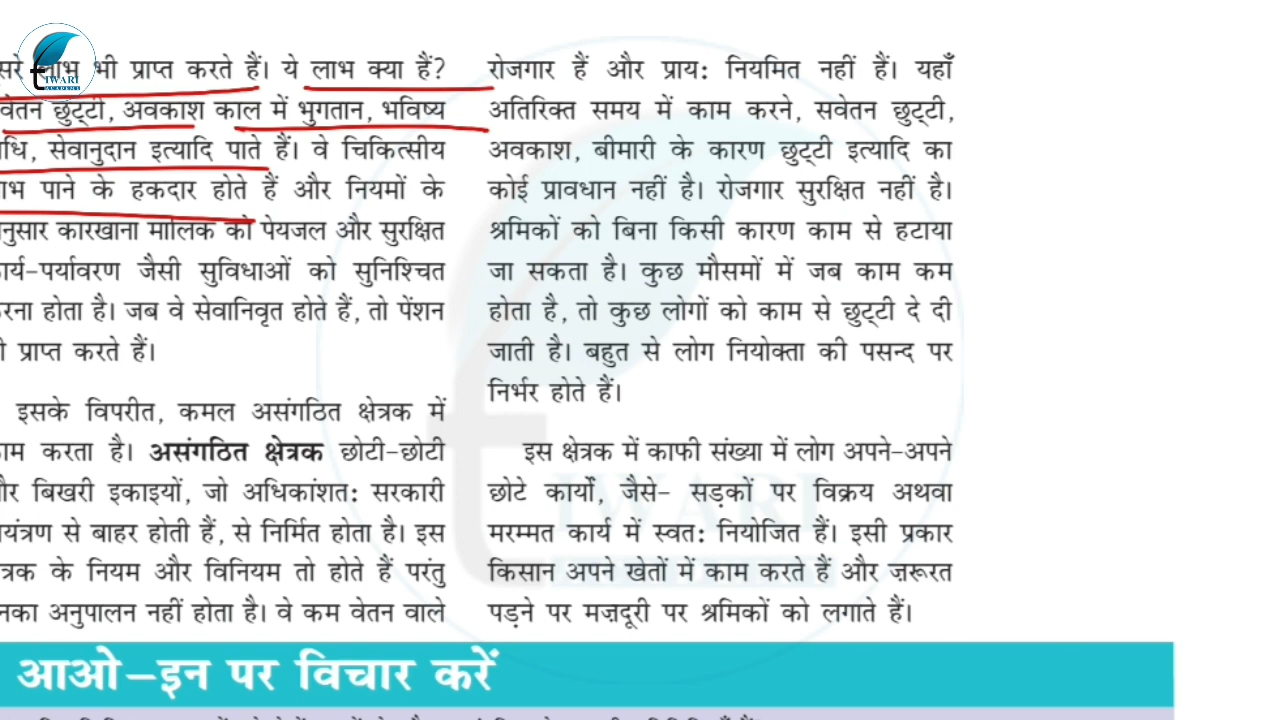 लाभ भी प्राप्त करते हैं। ये लाभ क्या हैं?
छुट्टी, अवकाश काल में भुगतान, भविष्य
सेवानुदान इत्यादि पाते हैं। वे चिकित्सीय
पाने के हकदार होते हैं और नियमों के
कारखाना मालिक को पेयजल और सुरक्षित
र्य-पर्यावरण जैसी सुविधाओं को सुनिश्चित
रना होता है। जब वे सेवानिवृत होते हैं, तो पेंशन
प्राप्त करते हैं।
इसके विपरीत, कमल असंगठित क्षेत्रक में
करता है। असंगठित क्षेत्रक छोटी-छोटी
बिखरी इकाइयों, जो अधिकांशत: सरकारी
से बाहर होती हैं, से निर्मित होता है। इस
के नियम और विनियम तो होते हैं परंतु
अनुपालन नहीं होता है। वे कम वेतन वाले
रोजगार हैं और प्राय: नियमित नहीं हैं। यहाँ
अतिरिक्त समय में काम करने, सवेतन छुट्टी,
अवकाश, बीमारी के कारण छुट्टी इत्यादि का
कोई प्रावधान नहीं है। रोजगार सुरक्षित नहीं है।
श्रमिकों को बिना किसी कारण काम से हटाया
जा सकता है। कुछ मौसमों में जब काम कम
होता है, तो कुछ लोगों को काम से छुट्टी दे दी
जाती है। बहुत से लोग नियोक्ता की पसन्द पर
निर्भर होते हैं।
इस क्षेत्रक में काफी संख्या में लोग अपने-अपने
छोटे कार्यों, जैसे- सड़कों पर विक्रय अथवा
मरम्मत कार्य में स्वत: नियोजित हैं। इसी प्रकार
किसान अपने खेतों में काम करते हैं और ज़रूरत
पड़ने पर मज़दूरी पर श्रमिकों को लगाते हैं।
आओ–इन पर विचार करें